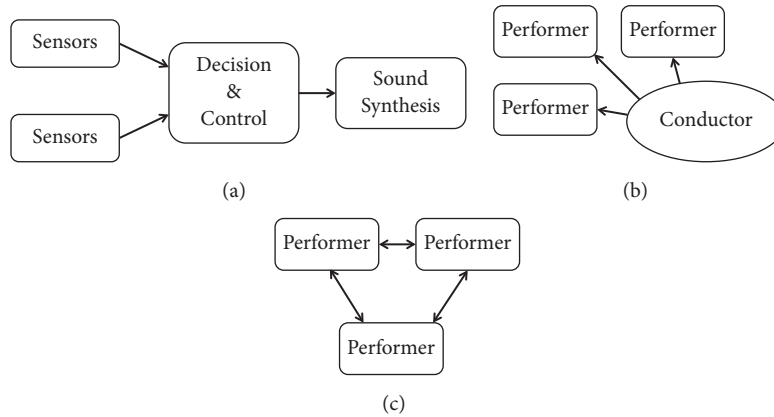 Sensors
Sensors
Decision
&
Control
Sound
Synthesis
(a)
Performer
Performer
Performer
Conductor
(b)
Performer
Performer
Performer
(c)